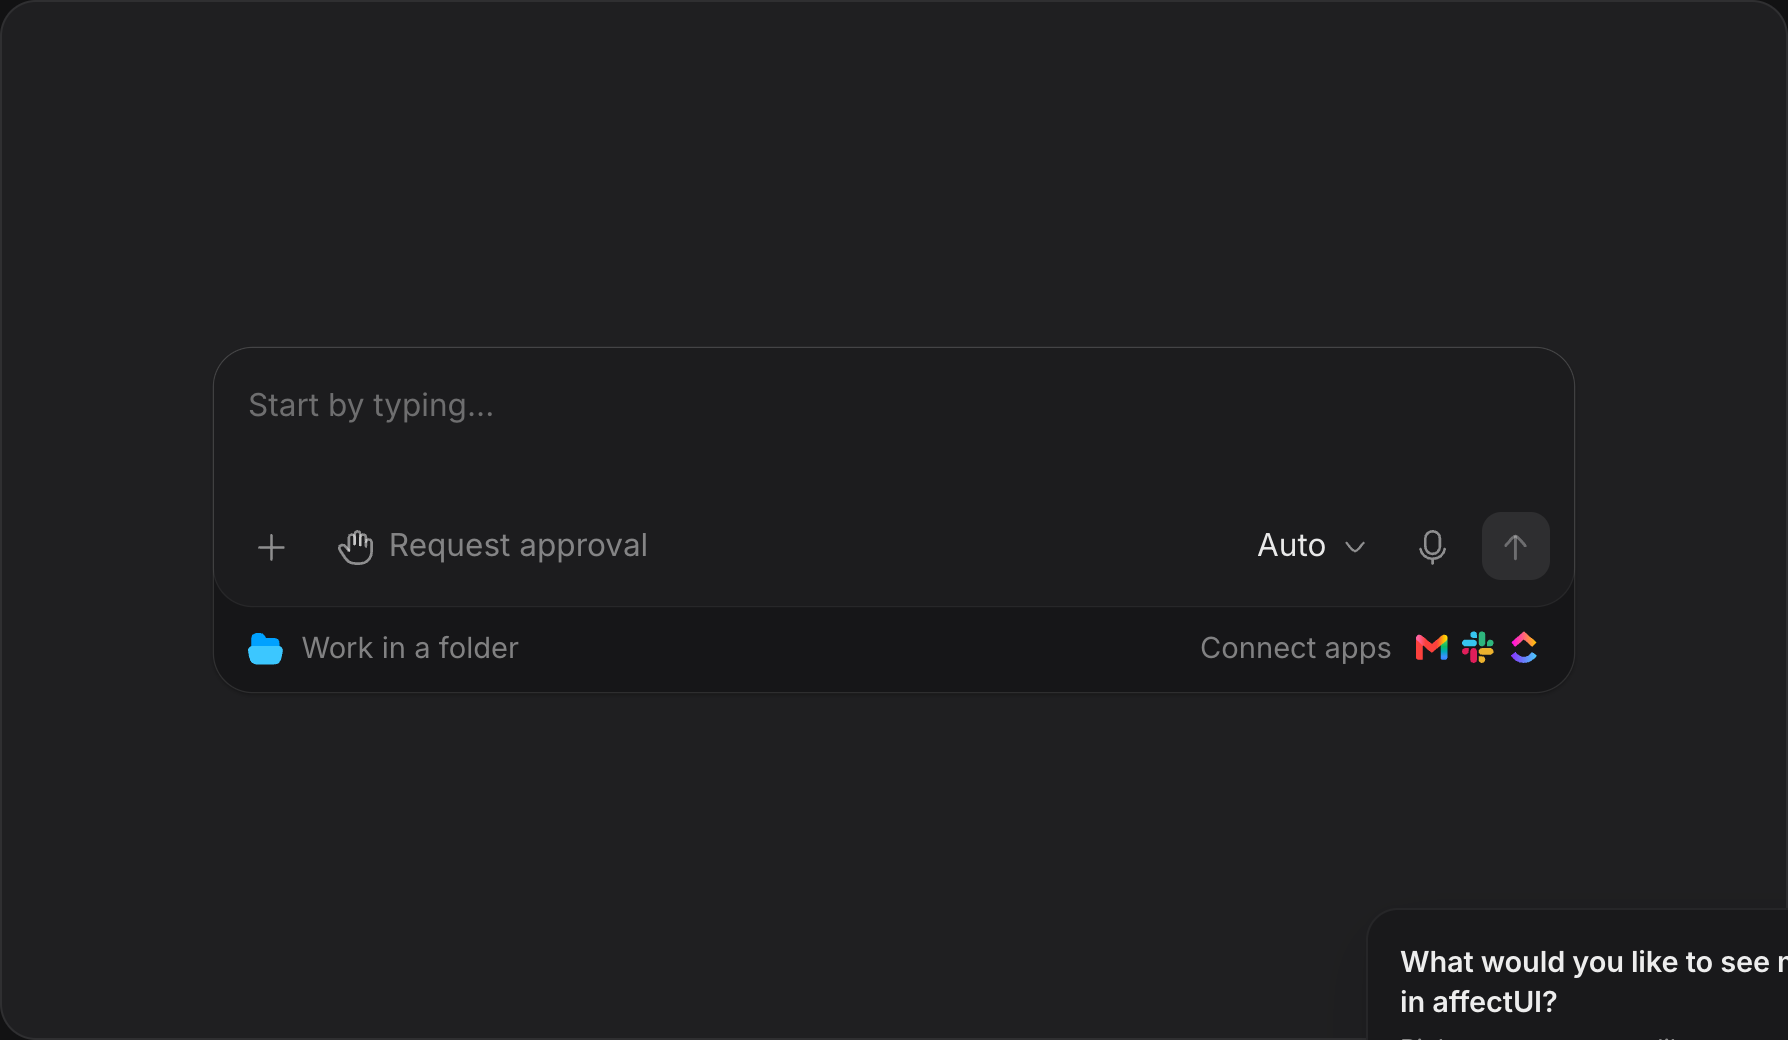 Start by typing...
Request approval
Auto
Work in a folder
Connect apps
What would you like to see
in affectUI?